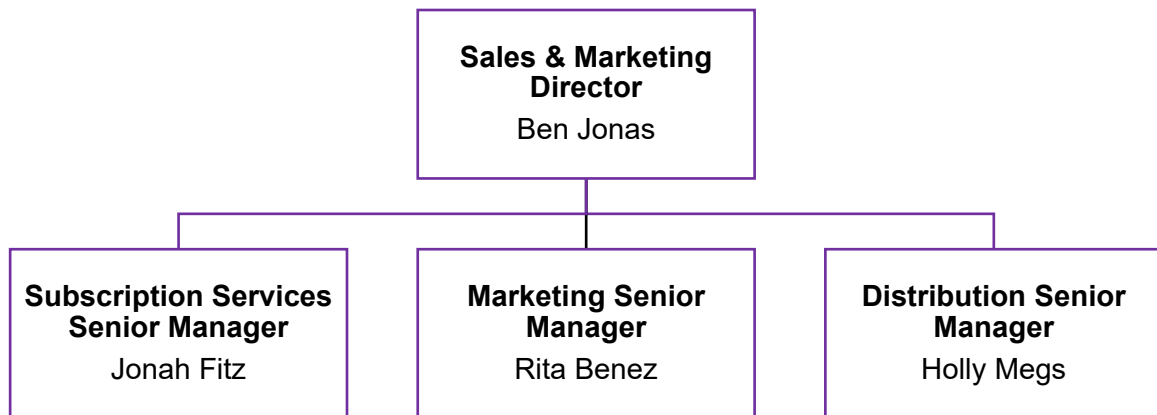 Sales & Marketing
Director
Ben Jonas
Subscription Services
Senior Manager
Jonah Fitz
Marketing Senior
Manager
Rita Benez
Distribution Senior
Manager
Holly Megs